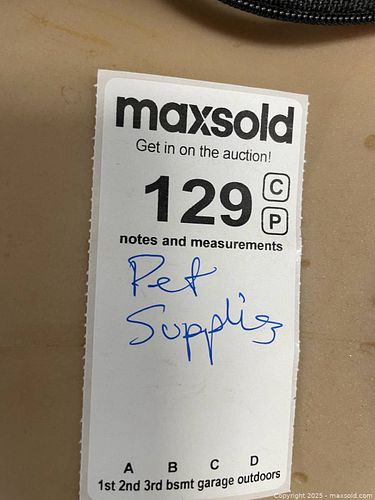 maxsold
Get in on the auction!
129 C
P
notes and measurements
Pet
Supplies
A B C D
1st 2nd 3rd bsmt garage outdoors
Copyright 2025 - maxsold.com